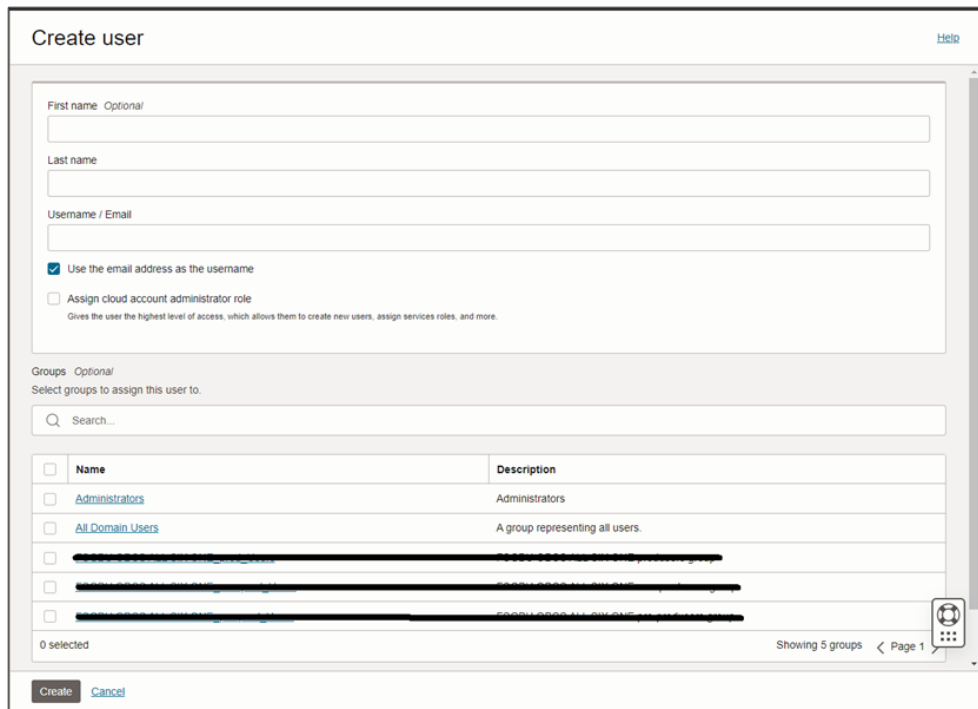 Create user
Help
First name Optional
Last name
Username / Email
Use the email address as the username
Assign cloud account administrator role
Gives the user the highest level of access, which allows them to create new users, assign services roles, and more.
Groups Optional
Select groups to assign this user to.
Search...
Name Description
Administrators Administrators
All Domain Users A group representing all users.
0 selected Showing 5 groups Page 1
Create Cancel